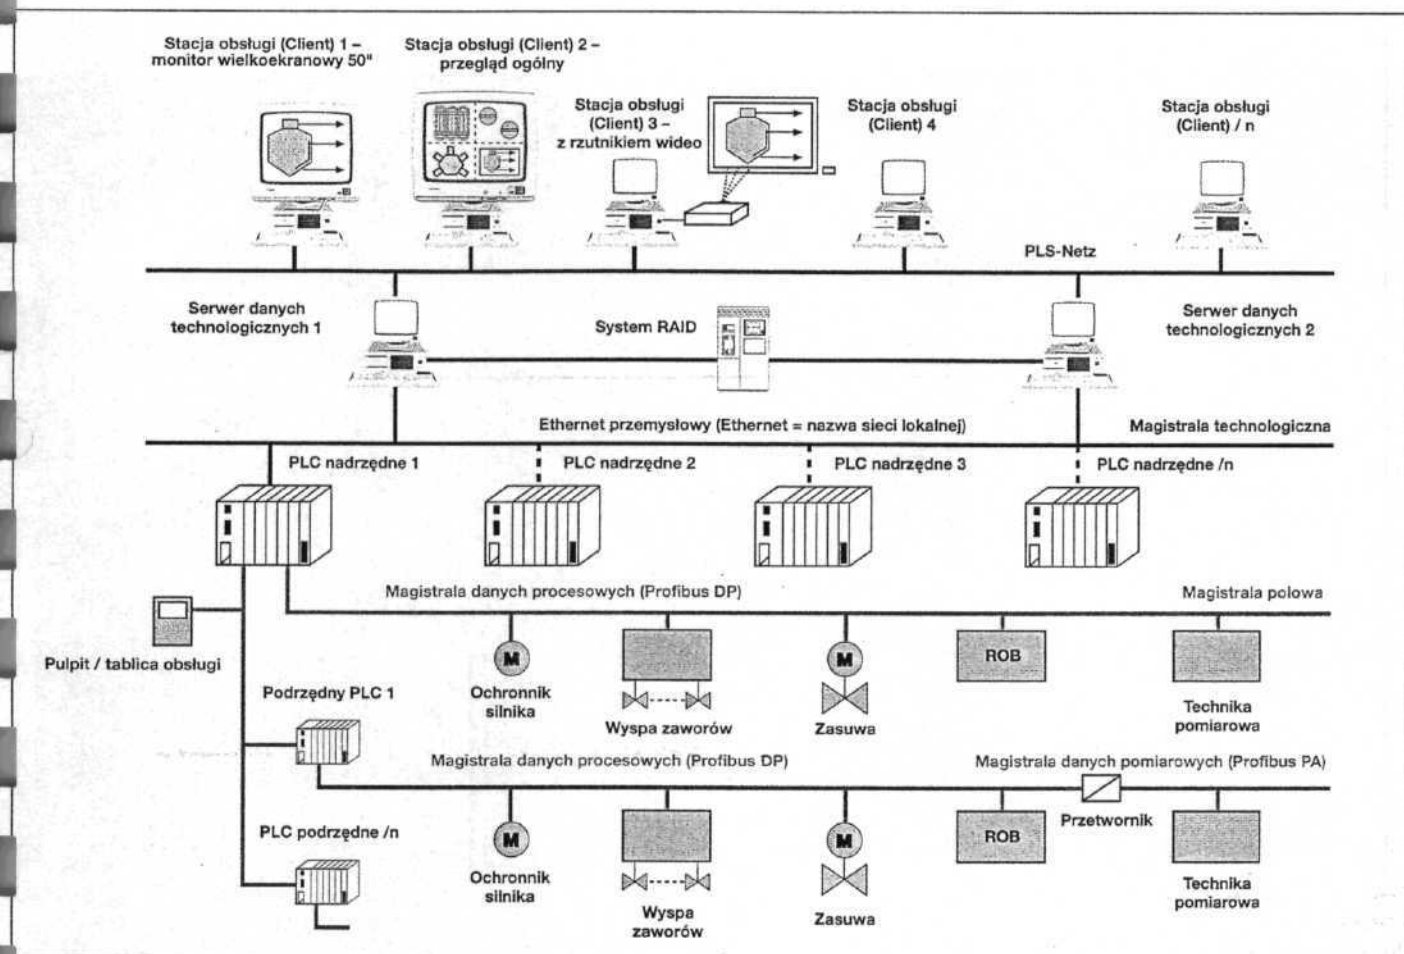 Stacja obsługi (Client) 1 –
monitor wielkoekranowy 50"
Stacja obsługi (Client) 2 –
przegląd ogólny
Stacja obsługi
(Client) 3 –
z rzutnikiem wideo
Stacja obsługi
(Client) 4
Stacja obsługi
(Client) / n
PLS-Netz
Serwer danych
technologicznych 1
System RAID
Serwer danych
technologicznych 2
Ethernet przemysłowy (Ethernet = nazwa sieci lokalnej)
Magistrala technologiczna
PLC nadrzędne 1
PLC nadrzędne 2
PLC nadrzędne 3
PLC nadrzędne /n
Magistrala danych procesowych (Profibus DP)
Magistrala polowa
Pulpit / tablica obsługi
M
M
ROB
Ochronnik
silnika
Wyspa zaworów
Zasuwa
Technika
pomiarowa
Podrzędny PLC 1
Magistrala danych procesowych (Profibus DP)
Magistrala danych pomiarowych (Profibus PA)
Przetwornik
PLC podrzędne /n
M
M
ROB
Ochronnik
silnika
Wyspa
zaworów
Zasuwa
Technika
pomiarowa